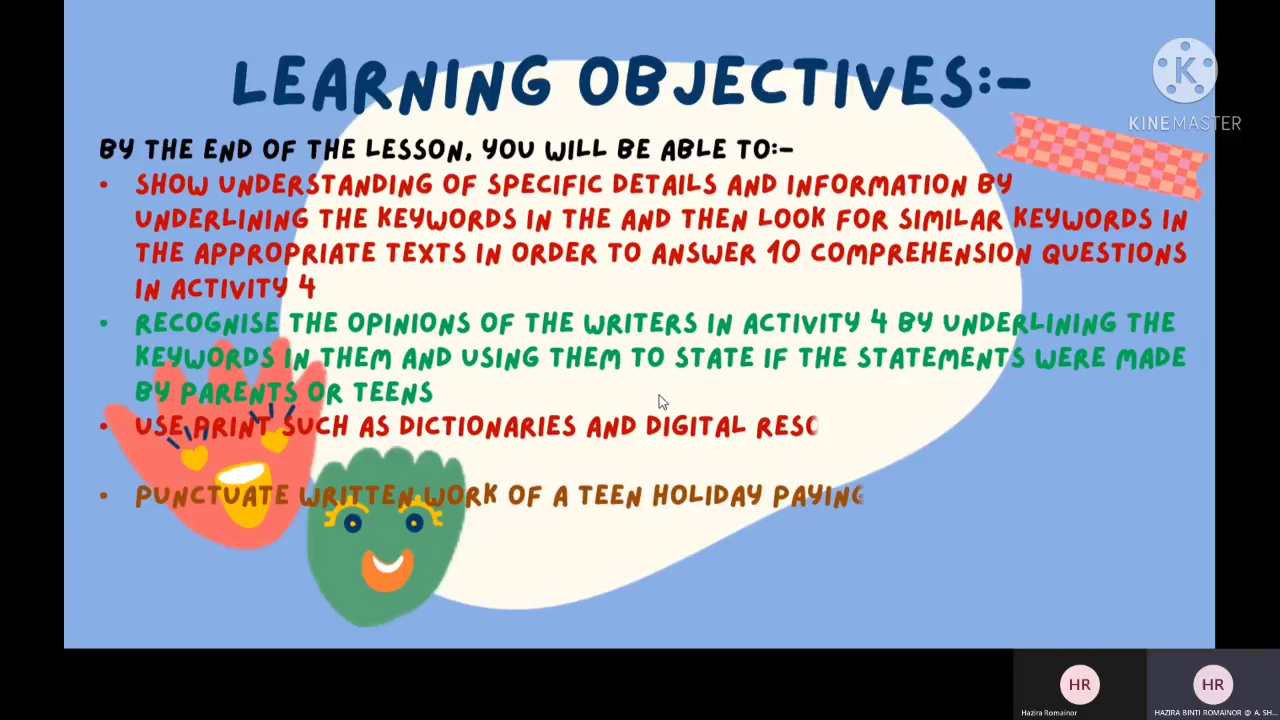 LEARNING OBJECTIVES:-
KINEMASTER
BY THE END OF THE LESSON, YOU WILL BE ABLE TO:-
• SHOW UNDERSTANDING OF SPECIFIC DETAILS AND INFORMATION BY
UNDERLINING THE KEYWORDS IN THE AND THEN LOOK FOR SIMILAR KEYWORDS IN
THE APPROPRIATE TEXTS IN ORDER TO ANSWER 10 COMPREHENSION QUESTIONS
IN ACTIVITY 4
• RECOGNISE THE OPINIONS OF THE WRITERS IN ACTIVITY 4 BY UNDERLINING THE
KEYWORDS IN THEM AND USING THEM TO STATE IF THE STATEMENTS WERE MADE
BY PARENTS OR TEENS
• USE PRINT SUCH AS DICTIONARIES AND DIGITAL
• PUNCTUATE WRITTEN WORK OF A TEEN HOLIDAY PAYING
HR
HR
Hazira Romainor
HAZIRA BINTI ROMAINOR @ A. SH...